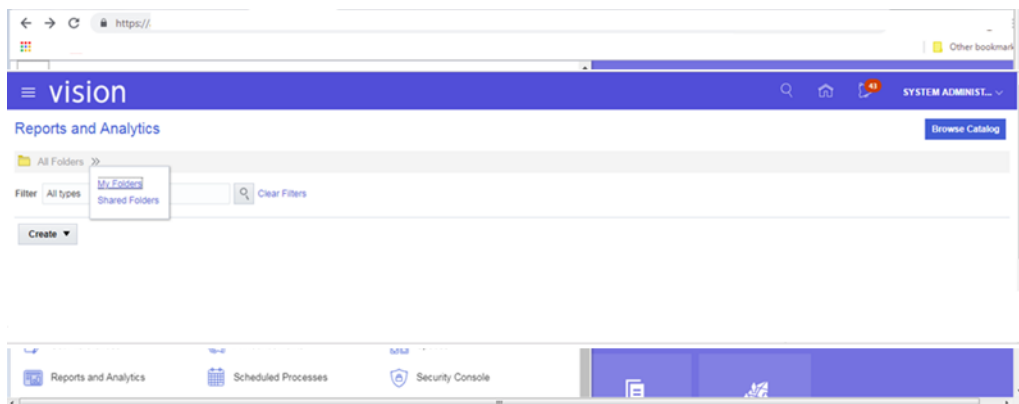 https://
Other bookmark
vision
43
SYSTEM ADMINIST...
Reports and Analytics
Browse Catalog
All Folders »
My Folders
Shared Folders
Filter All types
Clear Filters
Create
Reports and Analytics
Scheduled Processes
Security Console